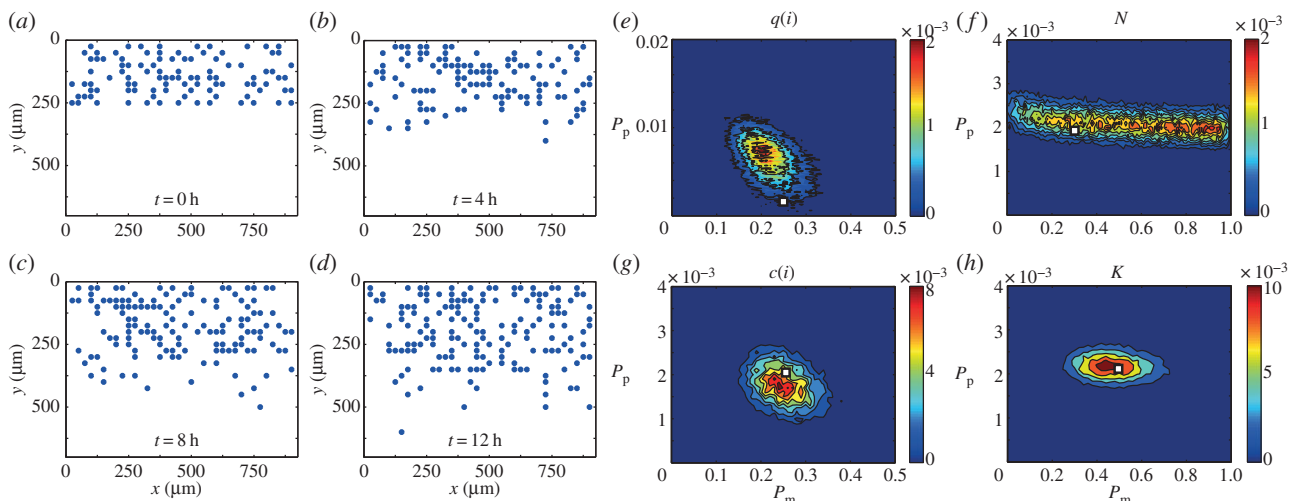 (a)
0
250
500
y (µm)
0
250
500
750
t = 0 h
(b)
0
250
500
y (µm)
0
250
500
750
t = 4 h
(c)
0
250
500
y (µm)
0
250
500
750
x (µm)
t = 8 h
(d)
0
250
500
y (µm)
0
250
500
750
x (µm)
t = 12 h
(e)
q(i)
0.02
0.01
Pp
0
0.1
0.2
0.3
0.4
0.5
× 10⁻³
2
1
0
(f)
N
4 × 10⁻³
3
2
1
Pp
0
0.2
0.4
0.6
0.8
1.0
× 10⁻³
2
1
0
(g)
c(i)
4 × 10⁻³
3
2
1
Pp
0
0.1
0.2
0.3
0.4
0.5
Pm
× 10⁻³
8
4
0
(h)
K
4 × 10⁻³
3
2
1
Pp
0
0.2
0.4
0.6
0.8
1.0
Pm
× 10⁻³
10
5
0